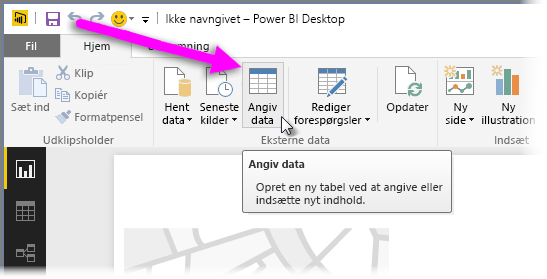 Ikke navngivet – Power BI Desktop
Fil
Hjem
Sæt ind
Klip
Kopiér
Formatpensel
Udklipsholder
Hent
data
Seneste
kilder
Angiv
data
Rediger
forespørgsler
Eksterne data
Opdater
Ny
side
Ny
illustration
Indsæt
Angiv data
Opret en ny tabel ved at angive eller
indsætte nyt indhold.